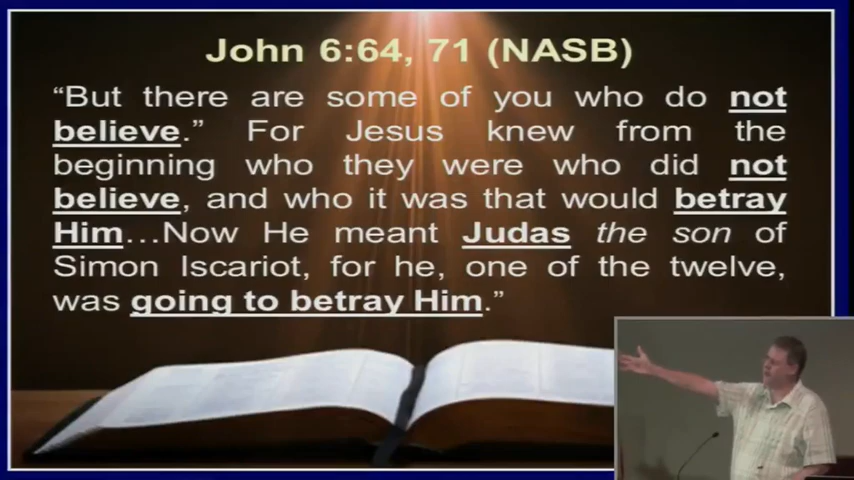 John 6:64, 71 (NASB)
“But there are some of you who do not
believe.” For Jesus knew from the
beginning who they were who did not
believe, and who it was that would betray
Him…Now He meant Judas the son of
Simon Iscariot, for he, one of the twelve,
was going to betray Him.”